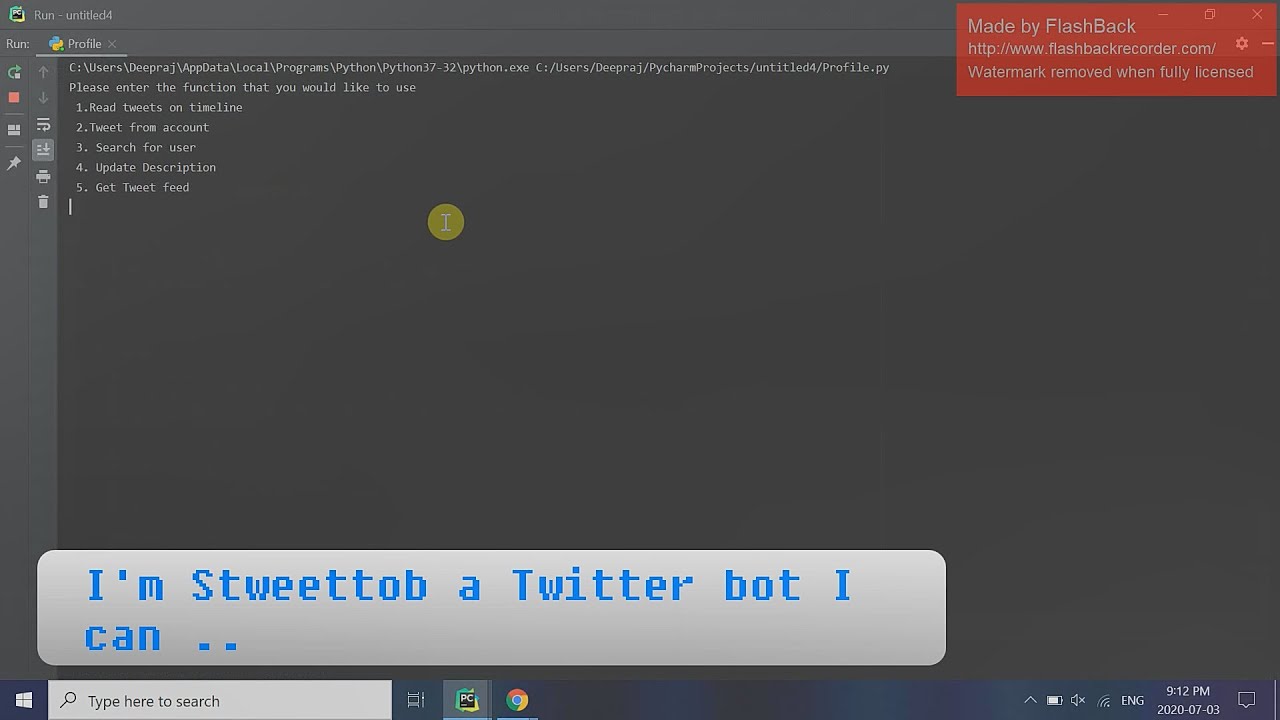 Run - untitled4
Made by FlashBack
http://www.flashbackrecorder.com/
Watermark removed when fully licensed
Run:
Profile
C:\Users\Deepraj\AppData\Local\Programs\Python\Python37-32\python.exe C:/Users/Deepraj/PycharmProjects/untitled4/Profile.py
Please enter the function that you would like to use
1.Read tweets on timeline
2.Tweet from account
3. Search for user
4. Update Description
5. Get Tweet feed
I'm Stweettob a Twitter bot I
can ..
Type here to search
PC
ENG
9:12 PM
2020-07-03